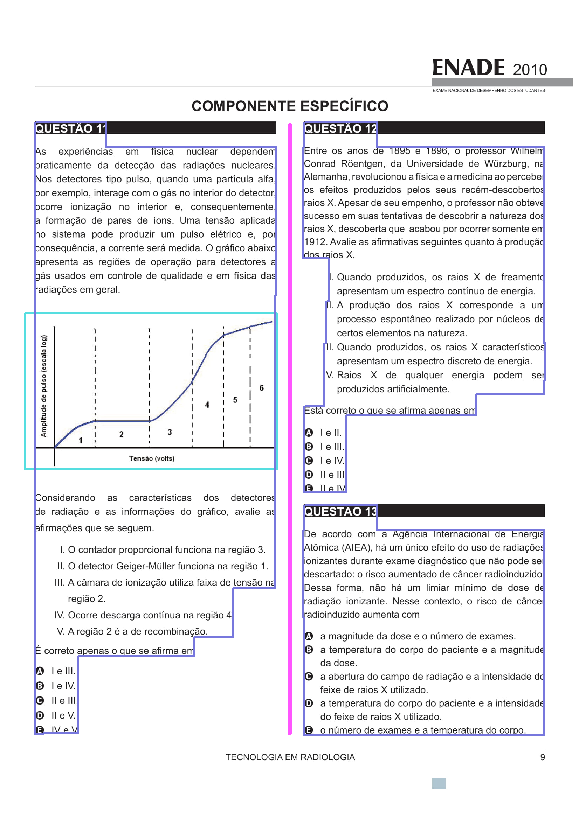 ENADE 2010
EXAME NACIONAL DE DESEMPENHO DOS ESTUDANTES
COMPONENTE ESPECÍFICO
QUESTÃO 11
As experiências em física nuclear dependem
praticamente da detecção das radiações nucleares.
Nos detectores tipo pulso, quando uma partícula alfa,
por exemplo, interage com o gás no interior do detector,
ocorre ionização no interior e, consequentemente,
a formação de pares de íons. Uma tensão aplicada
no sistema pode produzir um pulso elétrico e, por
consequência, a corrente será medida. O gráfico abaixo
apresenta as regiões de operação para detectores a
gás usados em controle de qualidade e em física das
radiações em geral.
Amplitude de pulso (escala log)
1
2
3
4
5
6
Tensão (volts)
Considerando as características dos detectores
de radiação e as informações do gráfico, avalie as
afirmações que se seguem.
I. O contador proporcional funciona na região 3.
II. O detector Geiger-Müller funciona na região 1.
III. A câmara de ionização utiliza faixa de tensão na
região 2.
IV. Ocorre descarga contínua na região 4.
V. A região 2 é a de recombinação.
É correto apenas o que se afirma em
A I e III.
B I e IV.
C II e III.
D II e V.
E IV e V.
QUESTÃO 12
Entre os anos de 1895 e 1896, o professor Wilhelm
Conrad Röentgen, da Universidade de Würzburg, na
Alemanha, revolucionou a física e a medicina ao perceber
os efeitos produzidos pelos seus recém-descobertos
raios X. Apesar de seu empenho, o professor não obteve
sucesso em suas tentativas de descobrir a natureza dos
raios X, descoberta que acabou por ocorrer somente em
1912. Avalie as afirmativas seguintes quanto à produção
dos raios X.
I. Quando produzidos, os raios X de freamento
apresentam um espectro contínuo de energia.
II. A produção dos raios X corresponde a um
processo espontâneo realizado por núcleos de
certos elementos na natureza.
III. Quando produzidos, os raios X característicos
apresentam um espectro discreto de energia.
IV. Raios X de qualquer energia podem ser
produzidos artificialmente.
Está correto o que se afirma apenas em
A I e II.
B I e III.
C I e IV.
D II e III.
E II e IV.
QUESTÃO 13
De acordo com a Agência Internacional de Energia
Atômica (AIEA), há um único efeito do uso de radiações
ionizantes durante exame diagnóstico que não pode ser
descartado: o risco aumentado de câncer radioinduzido.
Dessa forma, não há um limiar mínimo de dose de
radiação ionizante. Nesse contexto, o risco de câncer
radioinduzido aumenta com
A a magnitude da dose e o número de exames.
B a temperatura do corpo do paciente e a magnitude
da dose.
C a abertura do campo de radiação e a intensidade do
feixe de raios X utilizado.
D a temperatura do corpo do paciente e a intensidade
do feixe de raios X utilizado.
E o número de exames e a temperatura do corpo.
TECNOLOGIA EM RADIOLOGIA
9